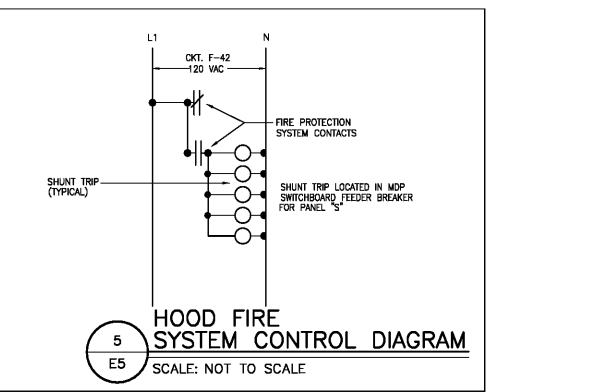 L1
N
CKT. F-42
120 VAC
FIRE PROTECTION
SYSTEM CONTACTS
SHUNT TRIP
(TYPICAL)
SHUNT TRIP LOCATED IN MDP
SWITCHBOARD FEEDER BREAKER
FOR PANEL "S"
5
E5
HOOD FIRE
SYSTEM CONTROL DIAGRAM
SCALE: NOT TO SCALE